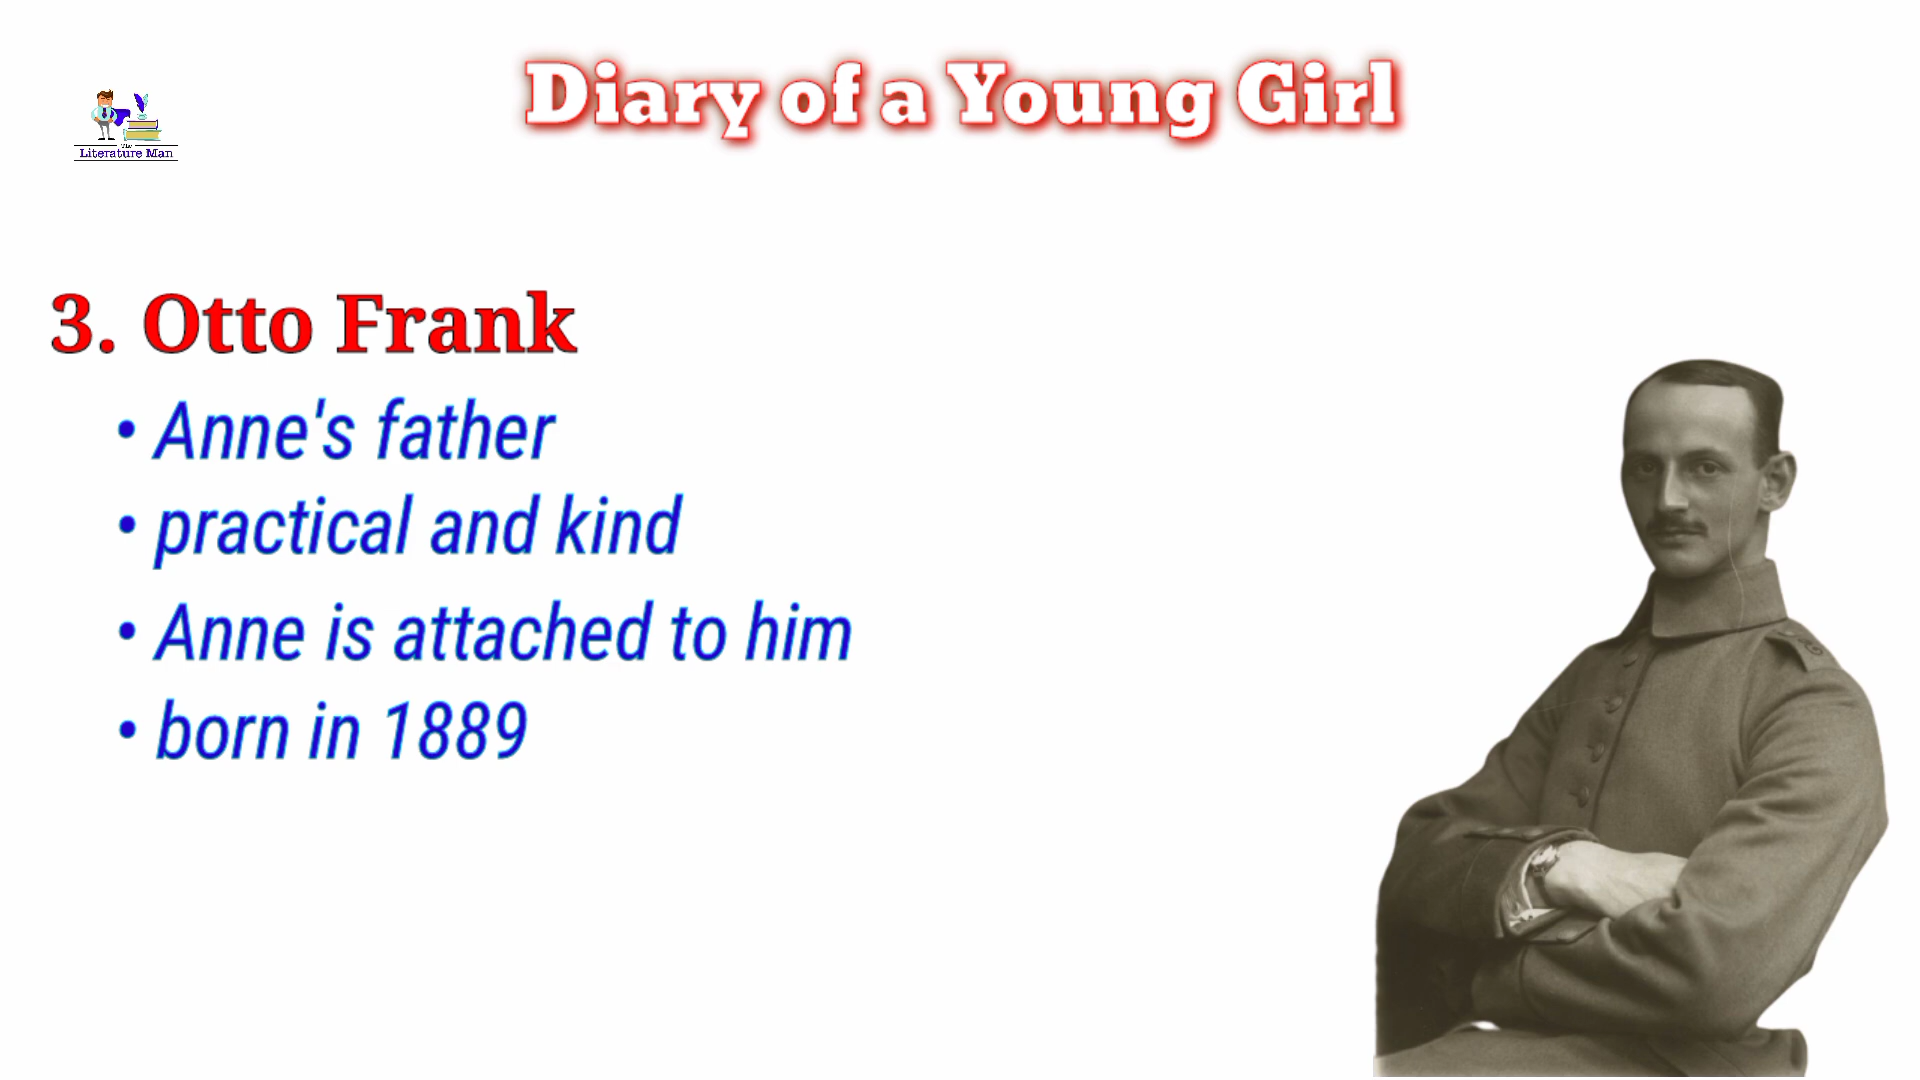 Diary of a Young Girl
The
Literature Man
3. Otto Frank
• Anne's father
• practical and kind
• Anne is attached to him
• born in 1889